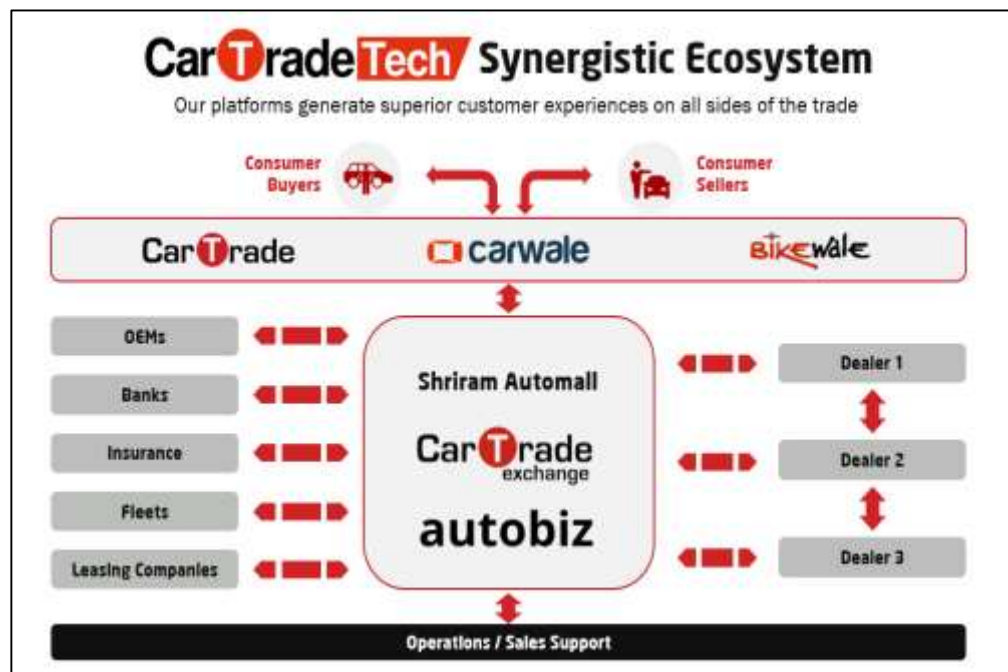 CarTradeTech Synergistic Ecosystem
Our platforms generate superior customer experiences on all sides of the trade
Consumer
Buyers
Consumer
Sellers
CarTrade
carwale
BikeWale
OEMs
Banks
Insurance
Fleets
Leasing Companies
Shriram Automall
CarTrade
exchange
autobiz
Dealer 1
Dealer 2
Dealer 3
Operations / Sales Support